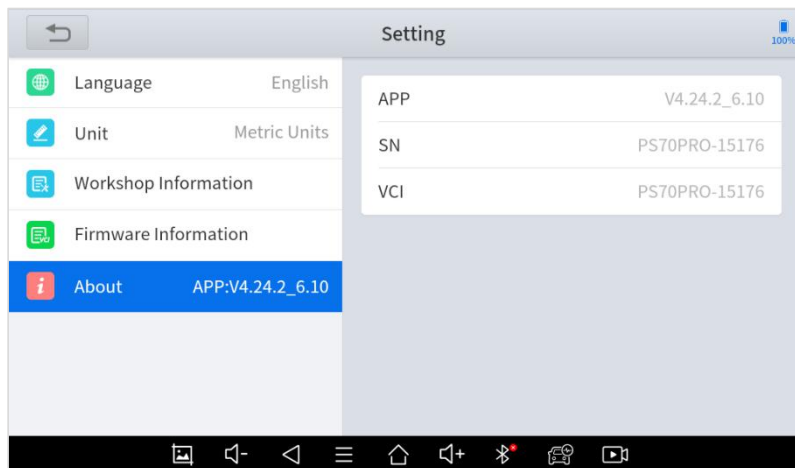 Setting
100%
Language English
Unit Metric Units
Workshop Information
Firmware Information
About APP:V4.24.2_6.10
APP V4.24.2_6.10
SN PS70PRO-15176
VCI PS70PRO-15176